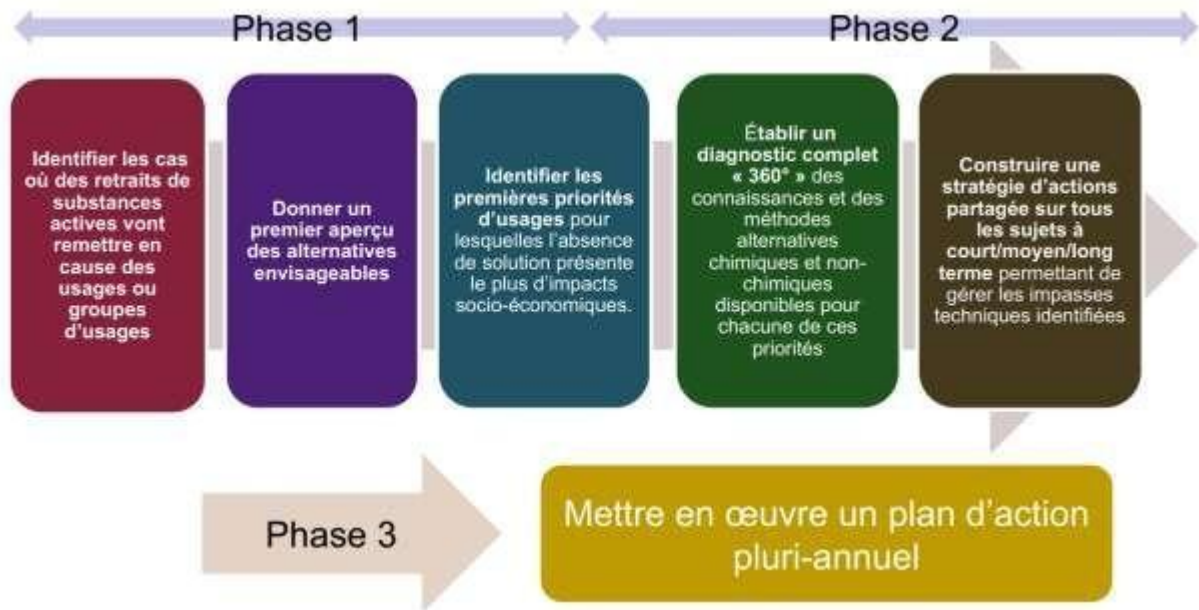 Phase 1
Phase 2
Identifier les cas
où des retraits de
substances
actives vont
remettre en
cause des
usages ou
groupes
d'usages
Donner un
premier aperçu
des alternatives
envisageables
Identifier les
premières priorités
d'usages pour
lesquelles l'absence
de solution présente
le plus d'impacts
socio-économiques.
Établir un
diagnostic complet
« 360° » des
connaissances et des
méthodes
alternatives
chimiques et non-
chimiques
disponibles pour
chacune de ces
priorités
Construire une
stratégie d'actions
partagée sur tous
les sujets à
court/moyen/long
terme permettant de
gérer les impasses
techniques identifiées
Phase 3
Mettre en œuvre un plan d'action
pluri-annuel